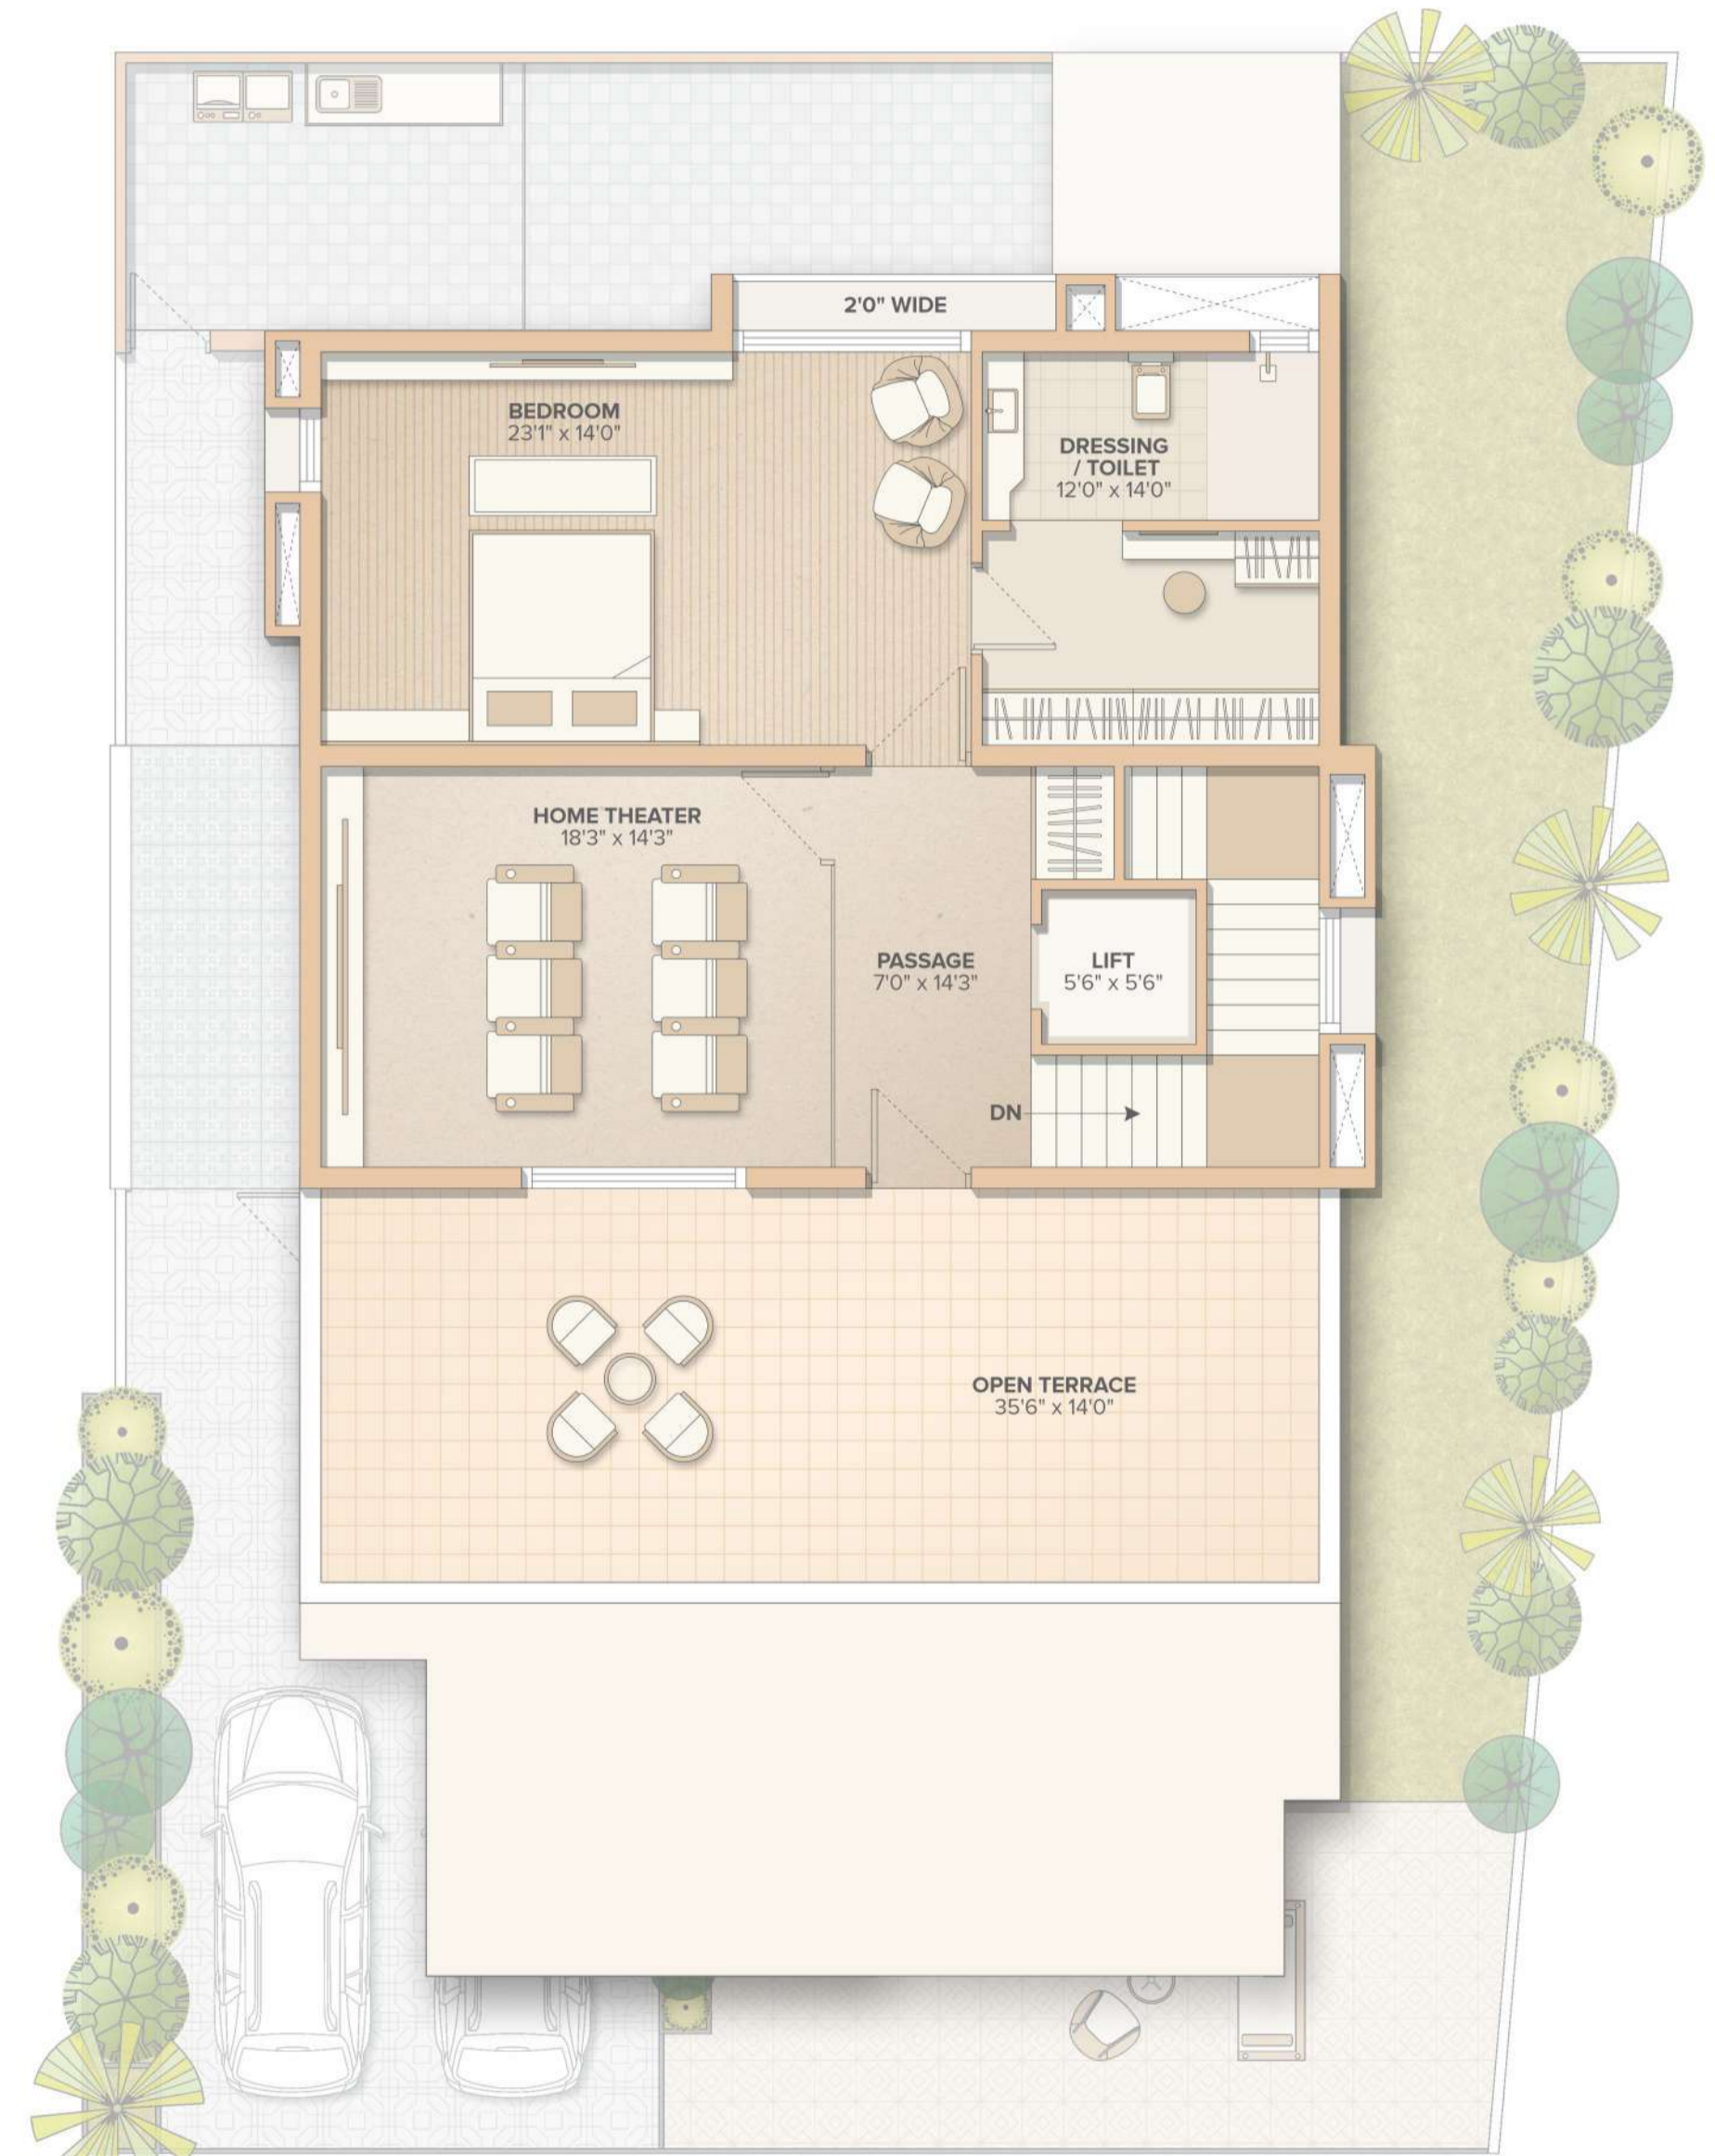 2'0" WIDE
BEDROOM
23'1" x 14'0"
DRESSING
/ TOILET
12'0" x 14'0"
HOME THEATER
18'3" x 14'3"
PASSAGE
7'0" x 14'3"
LIFT
5'6" x 5'6"
DN
OPEN TERRACE
35'6" x 14'0"